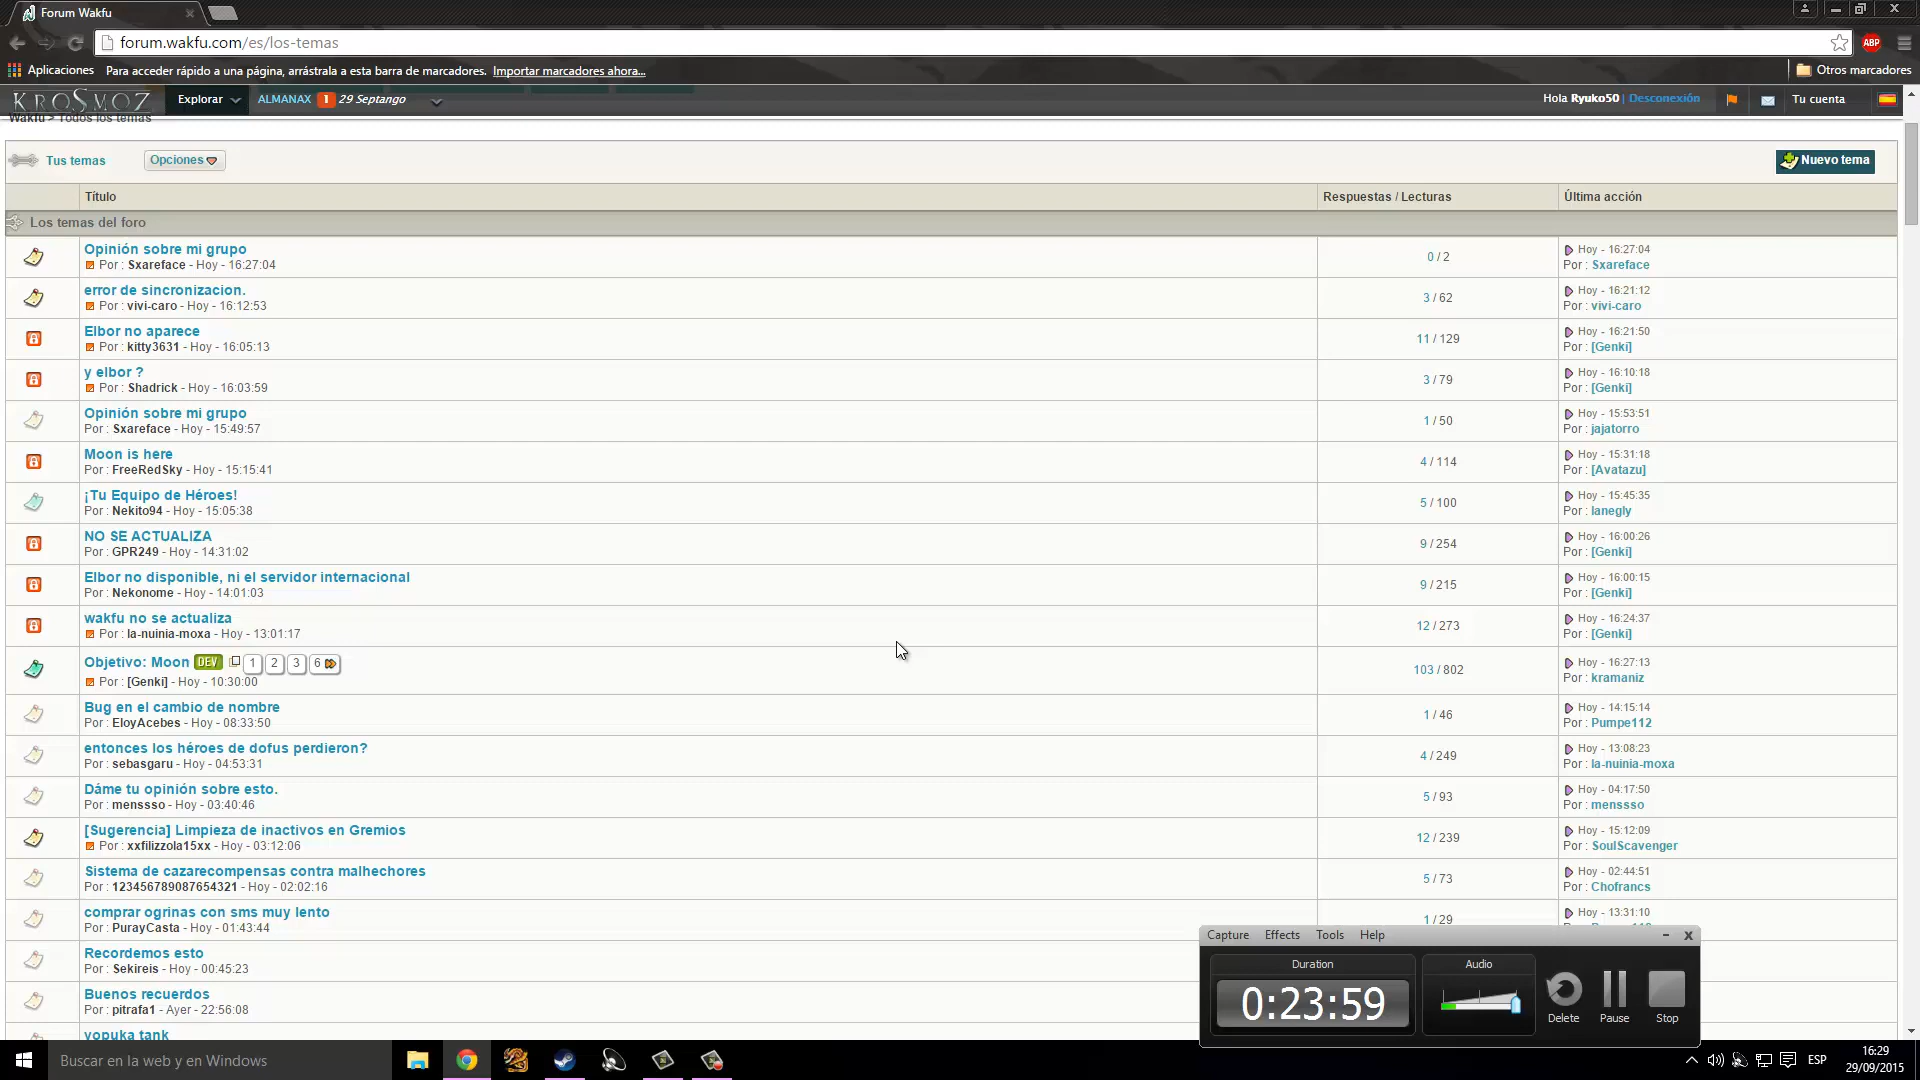 Forum Wakfu
forum.wakfu.com/es/los-temas
ABP
Aplicaciones Para acceder rápido a una página, arrástrala a esta barra de marcadores. Importar marcadores ahora... Otros marcadores
KROSMOZ Explorar ALMANAX 1 29 Septango Hola Ryuko50 | Desconexión Tu cuenta
Wakfu > Todos los temas
Tus temas Opciones Nuevo tema
Título Respuestas / Lecturas Última acción
Los temas del foro
Opinión sobre mi grupo 0 / 2 Hoy - 16:27:04
Por : Sxareface - Hoy - 16:27:04 Por : Sxareface
error de sincronizacion. 3 / 62 Hoy - 16:21:12
Por : vivi-caro - Hoy - 16:12:53 Por : vivi-caro
Elbor no aparece 11 / 129 Hoy - 16:21:50
Por : kitty3631 - Hoy - 16:05:13 Por : [Genki]
y elbor ? 3 / 79 Hoy - 16:10:18
Por : Shadrick - Hoy - 16:03:59 Por : [Genki]
Opinión sobre mi grupo 1 / 50 Hoy - 15:53:51
Por : Sxareface - Hoy - 15:49:57 Por : jajatorro
Moon is here 4 / 114 Hoy - 15:31:18
Por : FreeRedSky - Hoy - 15:15:41 Por : [Avatazu]
¡Tu Equipo de Héroes! 5 / 100 Hoy - 15:45:35
Por : Nekito94 - Hoy - 15:05:38 Por : lanegly
NO SE ACTUALIZA 9 / 254 Hoy - 16:00:26
Por : GPR249 - Hoy - 14:31:02 Por : [Genki]
Elbor no disponible, ni el servidor internacional 9 / 215 Hoy - 16:00:15
Por : Nekonome - Hoy - 14:01:03 Por : [Genki]
wakfu no se actualiza 12 / 273 Hoy - 16:24:37
Por : la-nuinia-moxa - Hoy - 13:01:17 Por : [Genki]
Objetivo: Moon DEV 1 2 3 6 103 / 802 Hoy - 16:27:13
Por : [Genki] - Hoy - 10:30:00 Por : kramaniz
Bug en el cambio de nombre 1 / 46 Hoy - 14:15:14
Por : EloyAcebes - Hoy - 08:33:50 Por : Pumpe112
entonces los héroes de dofus perdieron? 4 / 249 Hoy - 13:08:23
Por : sebasgaru - Hoy - 04:53:31 Por : la-nuinia-moxa
Dáme tu opinión sobre esto. 5 / 93 Hoy - 04:17:50
Por : menssso - Hoy - 03:40:46 Por : menssso
[Sugerencia] Limpieza de inactivos en Gremios 12 / 239 Hoy - 15:12:09
Por : xxfilizzola15xx - Hoy - 03:12:06 Por : SoulScavenger
Sistema de cazarecompensas contra malhechores 5 / 73 Hoy - 02:44:51
Por : 123456789087654321 - Hoy - 02:02:16 Por : Chofrancs
comprar ogrinas con sms muy lento 1 / 29 Hoy - 13:31:10
Por : PurayCasta - Hoy - 01:43:44
Recordemos esto
Por : Sekireis - Hoy - 00:45:23
Buenos recuerdos
Por : pitrafa1 - Ayer - 22:56:08
yopuka tank
Capture Effects Tools Help
Duration Audio
0:23:59
Delete Pause Stop
Buscar en la web y en Windows ESP 16:29
29/09/2015